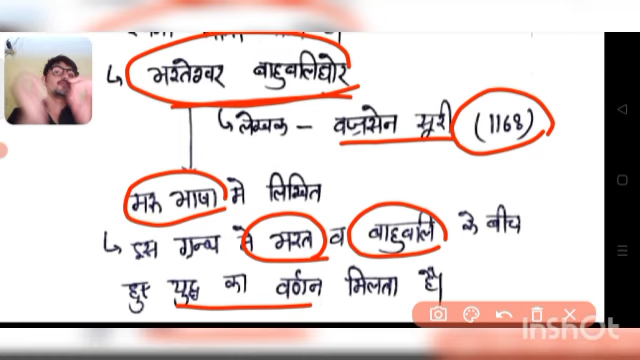 ↳ भरतेश्वर बाहुबलिघोर
↳ लेखक - वज्रसेन सूरी (1168)
मरु भाषा में लिखित
↳ इस ग्रन्थ में भरत व बाहुबलि के बीच
हुए युद्ध का वर्णन मिलता है।
InShOt